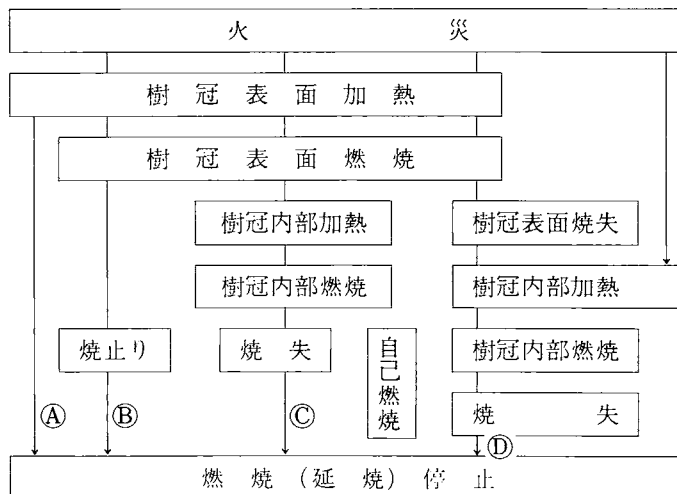 火災
樹冠表面加熱
樹冠表面燃焼
樹冠内部加熱
樹冠表面焼失
樹冠内部燃焼
樹冠内部加熱
焼止り
焼失
自己燃焼
樹冠内部燃焼
焼失
Ⓐ
Ⓑ
Ⓒ
Ⓓ
燃焼(延焼)停止